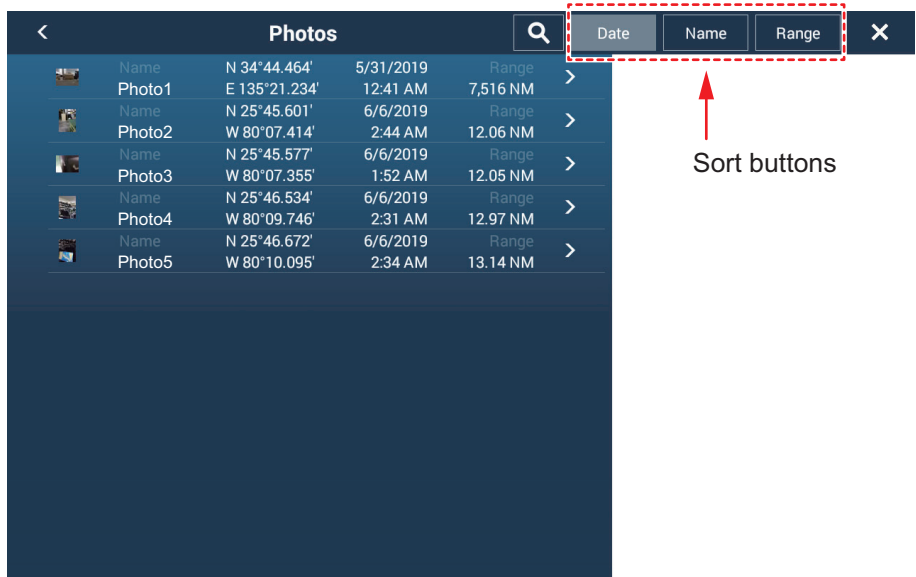 Photos Date Name Range
Name N 34°44.464' 5/31/2019 Range
Photo1 E 135°21.234' 12:41 AM 7,516 NM
Name N 25°45.601' 6/6/2019 Range
Photo2 W 80°07.414' 2:44 AM 12.06 NM
Name N 25°45.577' 6/6/2019 Range
Photo3 W 80°07.355' 1:52 AM 12.05 NM
Name N 25°46.534' 6/6/2019 Range
Photo4 W 80°09.746' 2:31 AM 12.97 NM
Name N 25°46.672' 6/6/2019 Range
Photo5 W 80°10.095' 2:34 AM 13.14 NM
Sort buttons